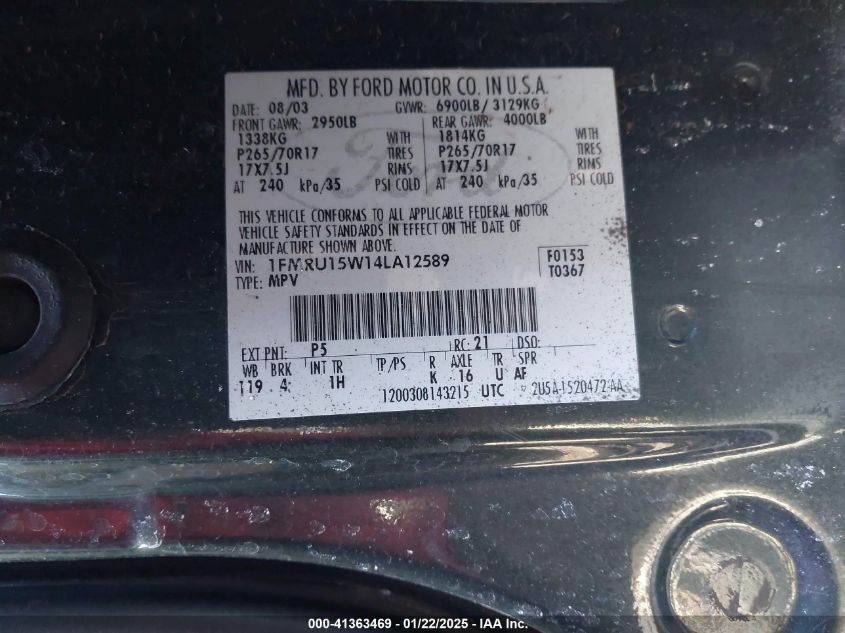 MFD. BY FORD MOTOR CO. IN U.S.A.
DATE: 08/03 GVWR: 6900LB/ 3129KG
FRONT GAWR: 2950LB REAR GAWR: 4000LB
1338KG WITH 1814KG WITH
P265/70R17 TIRES P265/70R17 TIRES
17X7.5J RIMS 17X7.5J RIMS
AT 240 kPa/35 PSI COLD AT 240 kPa/35 PSI COLD
Ford
THIS VEHICLE CONFORMS TO ALL APPLICABLE FEDERAL MOTOR
VEHICLE SAFETY STANDARDS IN EFFECT ON THE DATE OF
MANUFACTURE SHOWN ABOVE.
VIN: 1FMRU15W14LA12589 F0153
TYPE: MPV T0367
EXT PNT: P5 RC: 21 DSO:
WB BRK INT TR TP/PS R AXLE TR SPR
119 4 1H K 16 U AF
1200308143215 UTC 2U5A-1520472-AA
000-41363469 - 01/22/2025 - IAA Inc.